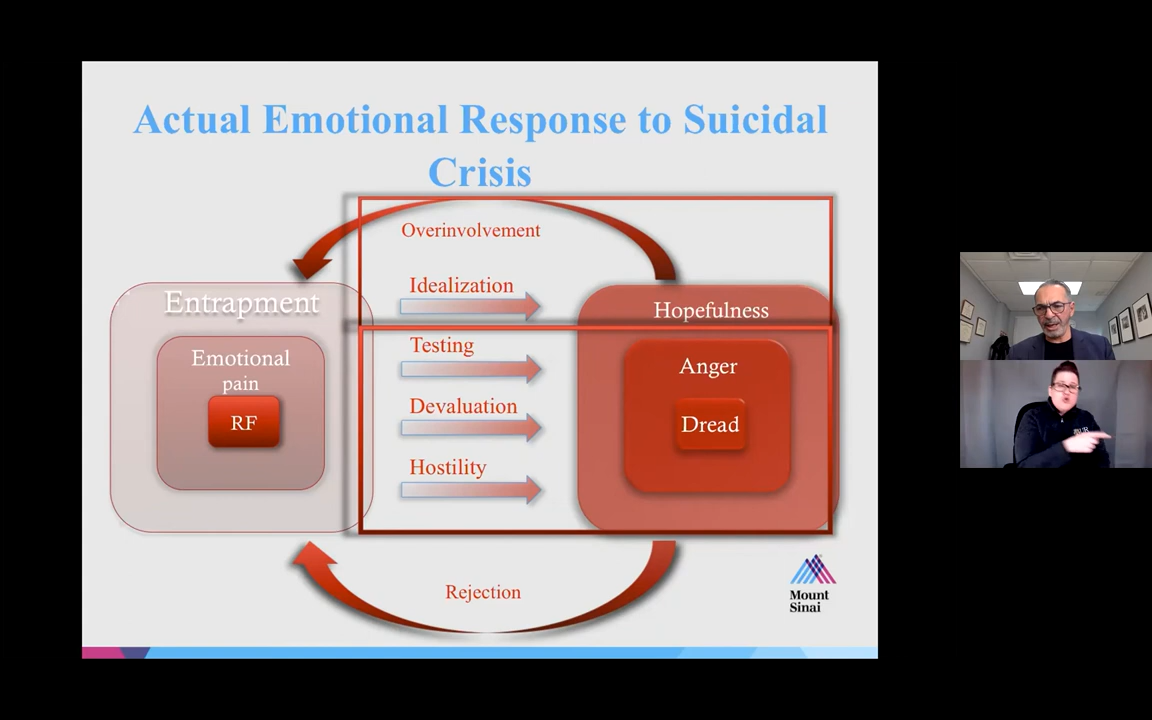 Actual Emotional Response to Suicidal
Crisis
Overinvolvement
Idealization
Entrapment
Hopefulness
Testing
Emotional
pain
Anger
RF
Devaluation
Dread
Hostility
Rejection
Mount
Sinai